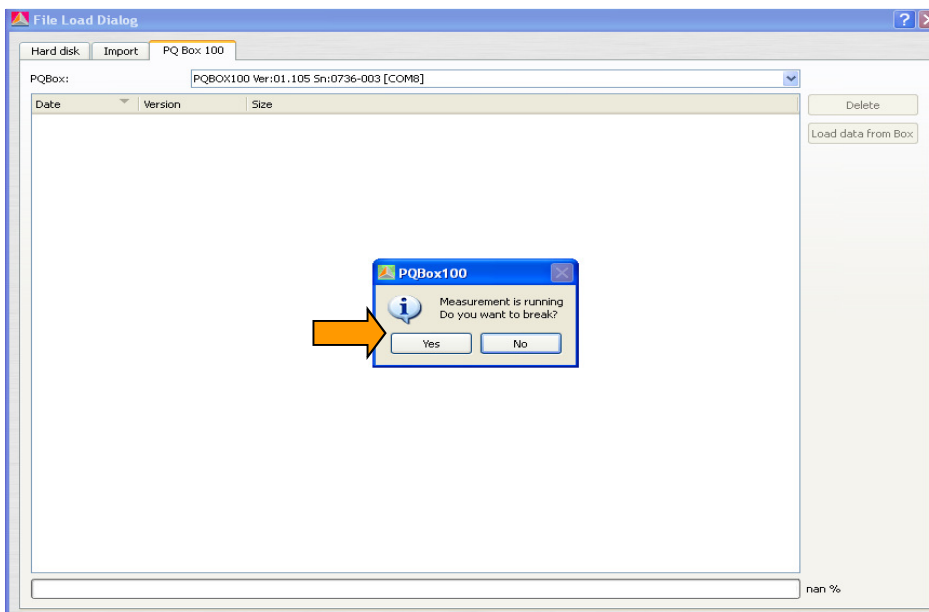 File Load Dialog
Hard disk Import PQ Box 100
PQBox: PQBOX100 Ver:01.105 Sn:0736-003 [COM8]
Date Version Size
Delete
Load data from Box
PQBox100
Measurement is running
Do you want to break?
Yes No
nan %